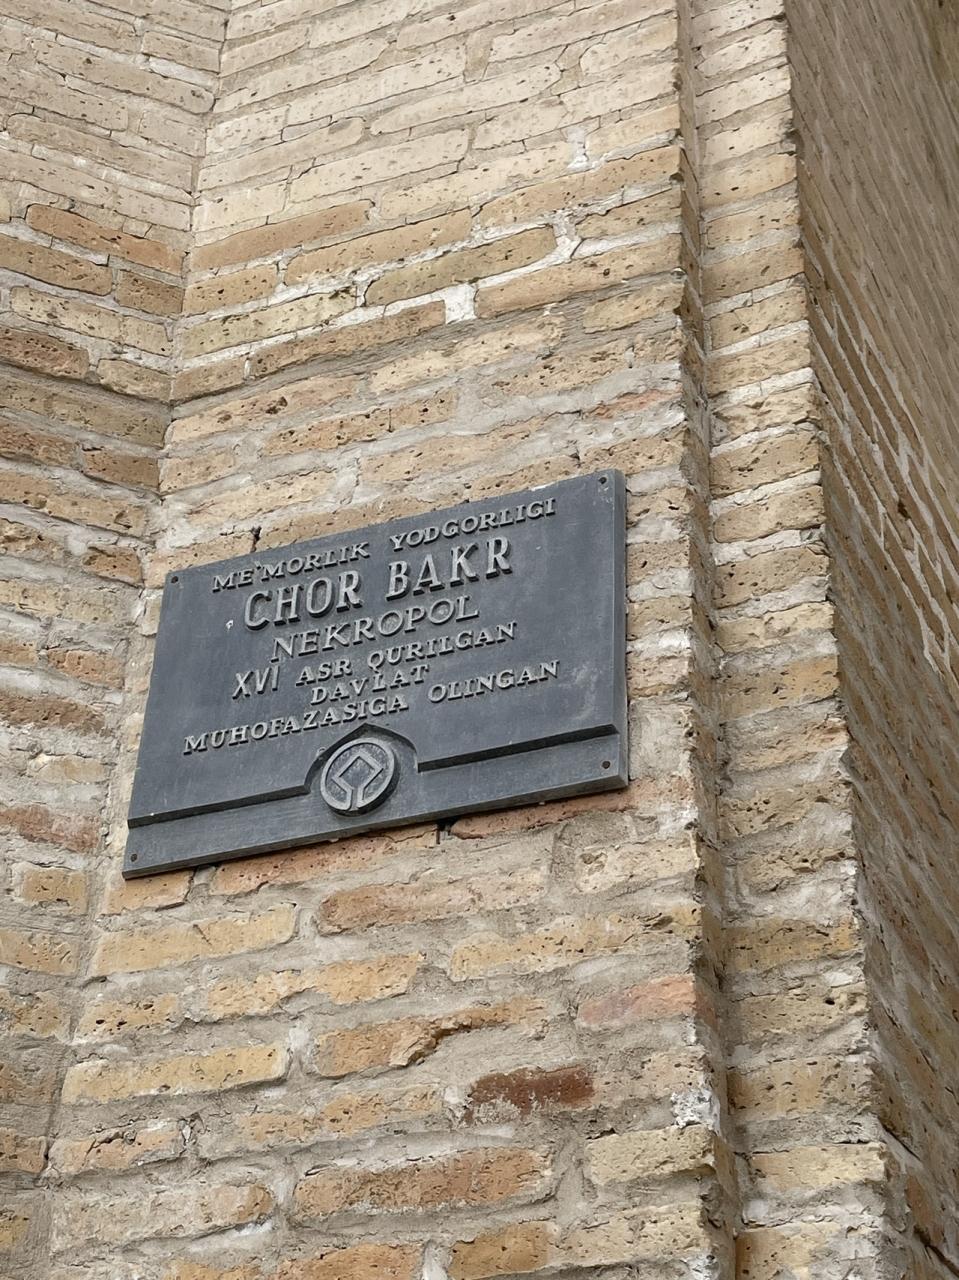 ME'MORLIK YODGORLIGI
CHOR BAKR
NEKROPOL
XVI ASR QURILGAN
DAVLAT
MUHOFAZASIGA OLINGAN